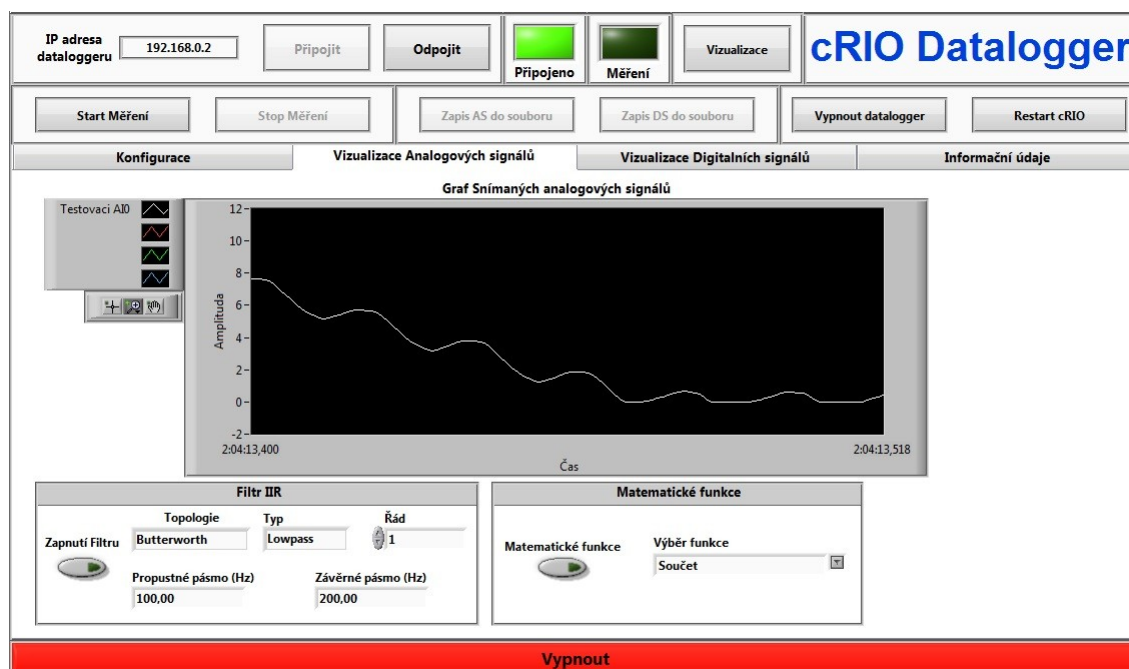 IP adresa
dataloggeru
192.168.0.2
Připojit
Odpojit
Připojeno
Měření
Vizualizace
cRIO Datalogger
Start Měření
Stop Měření
Zapis AS do souboru
Zapis DS do souboru
Vypnout datalogger
Restart cRIO
Konfigurace
Vizualizace Analogových signálů
Vizualizace Digitalních signálů
Informační údaje
Graf Snímaných analogových signálů
Testovaci AI0
Amplituda
12
10
8
6
4
2
0
-2
2:04:13,400
2:04:13,518
Čas
Filtr IIR
Zapnutí Filtru
Topologie
Butterworth
Typ
Lowpass
Řád
1
Propustné pásmo (Hz)
100,00
Závěrné pásmo (Hz)
200,00
Matematické funkce
Matematické funkce
Výběr funkce
Součet
Vypnout